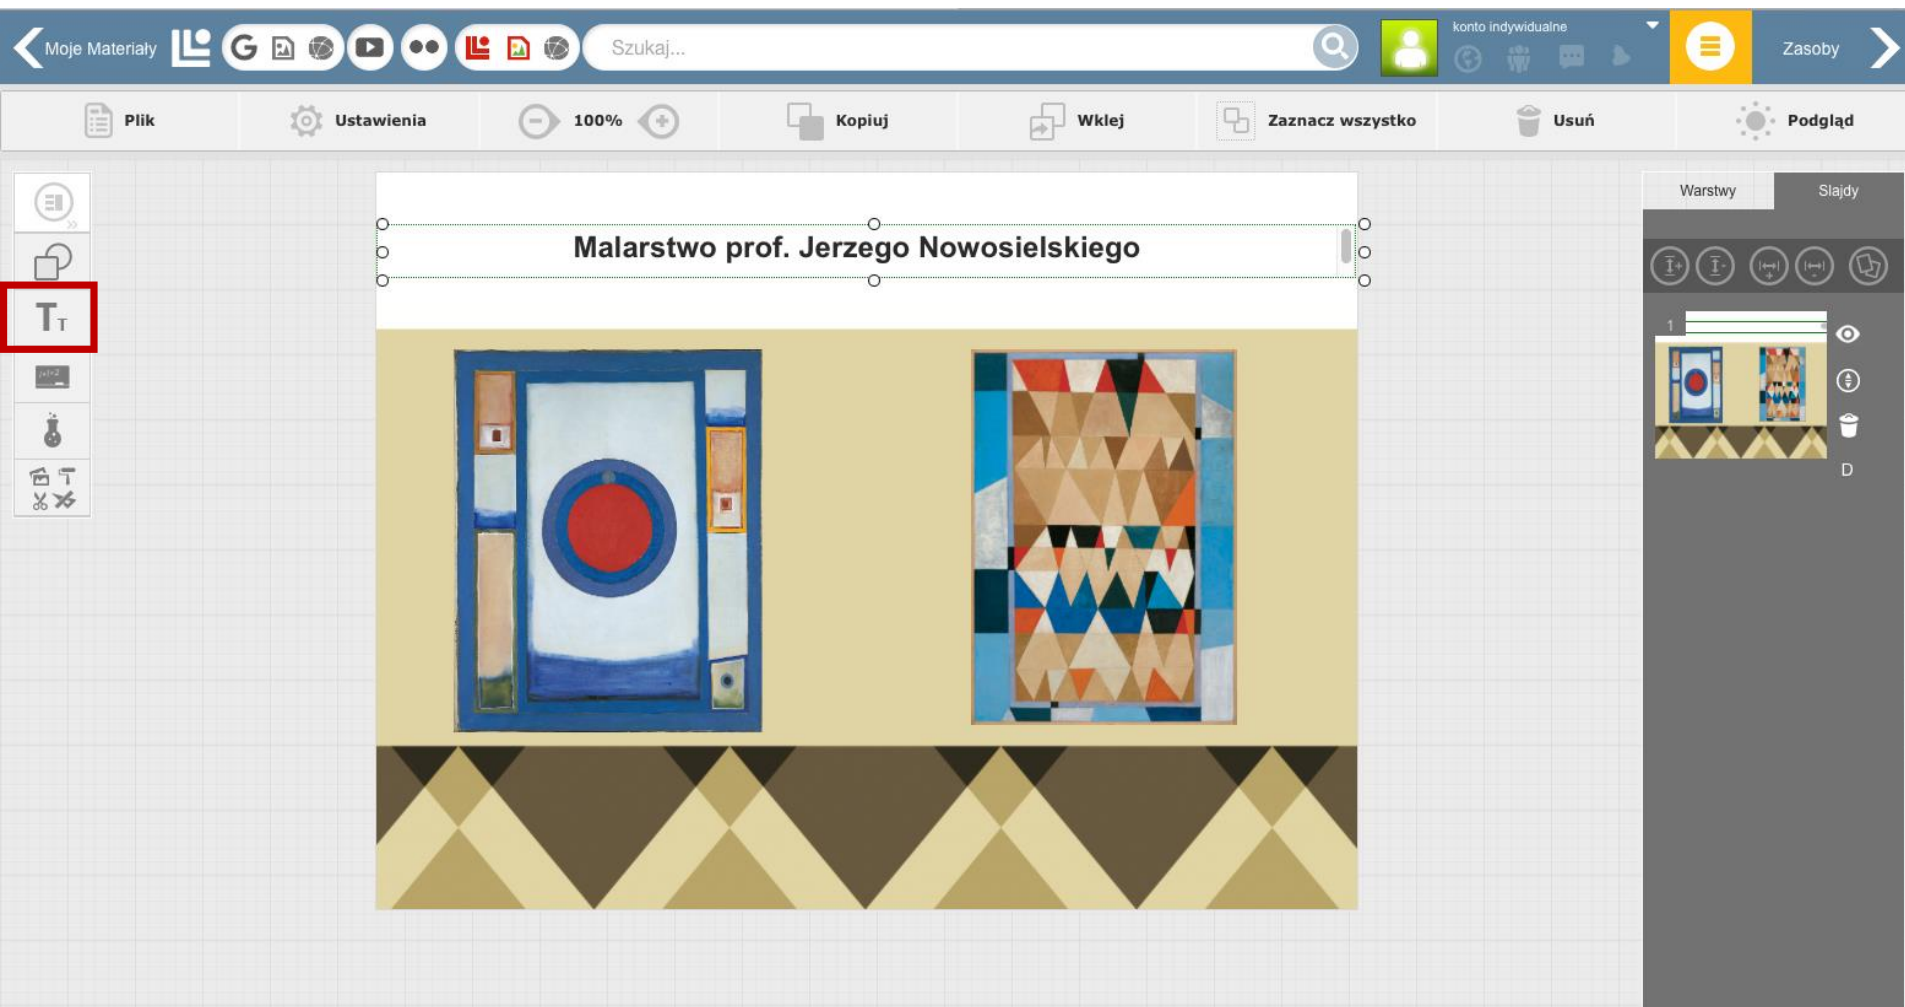 Moje Materiały
G
Szukaj...
konto indywidualne
Zasoby
Plik
Ustawienia
100%
Kopiuj
Wklej
Zaznacz wszystko
Usuń
Podgląd
Warstwy
Slajdy
Malarstwo prof. Jerzego Nowosielskiego
TT
1
D